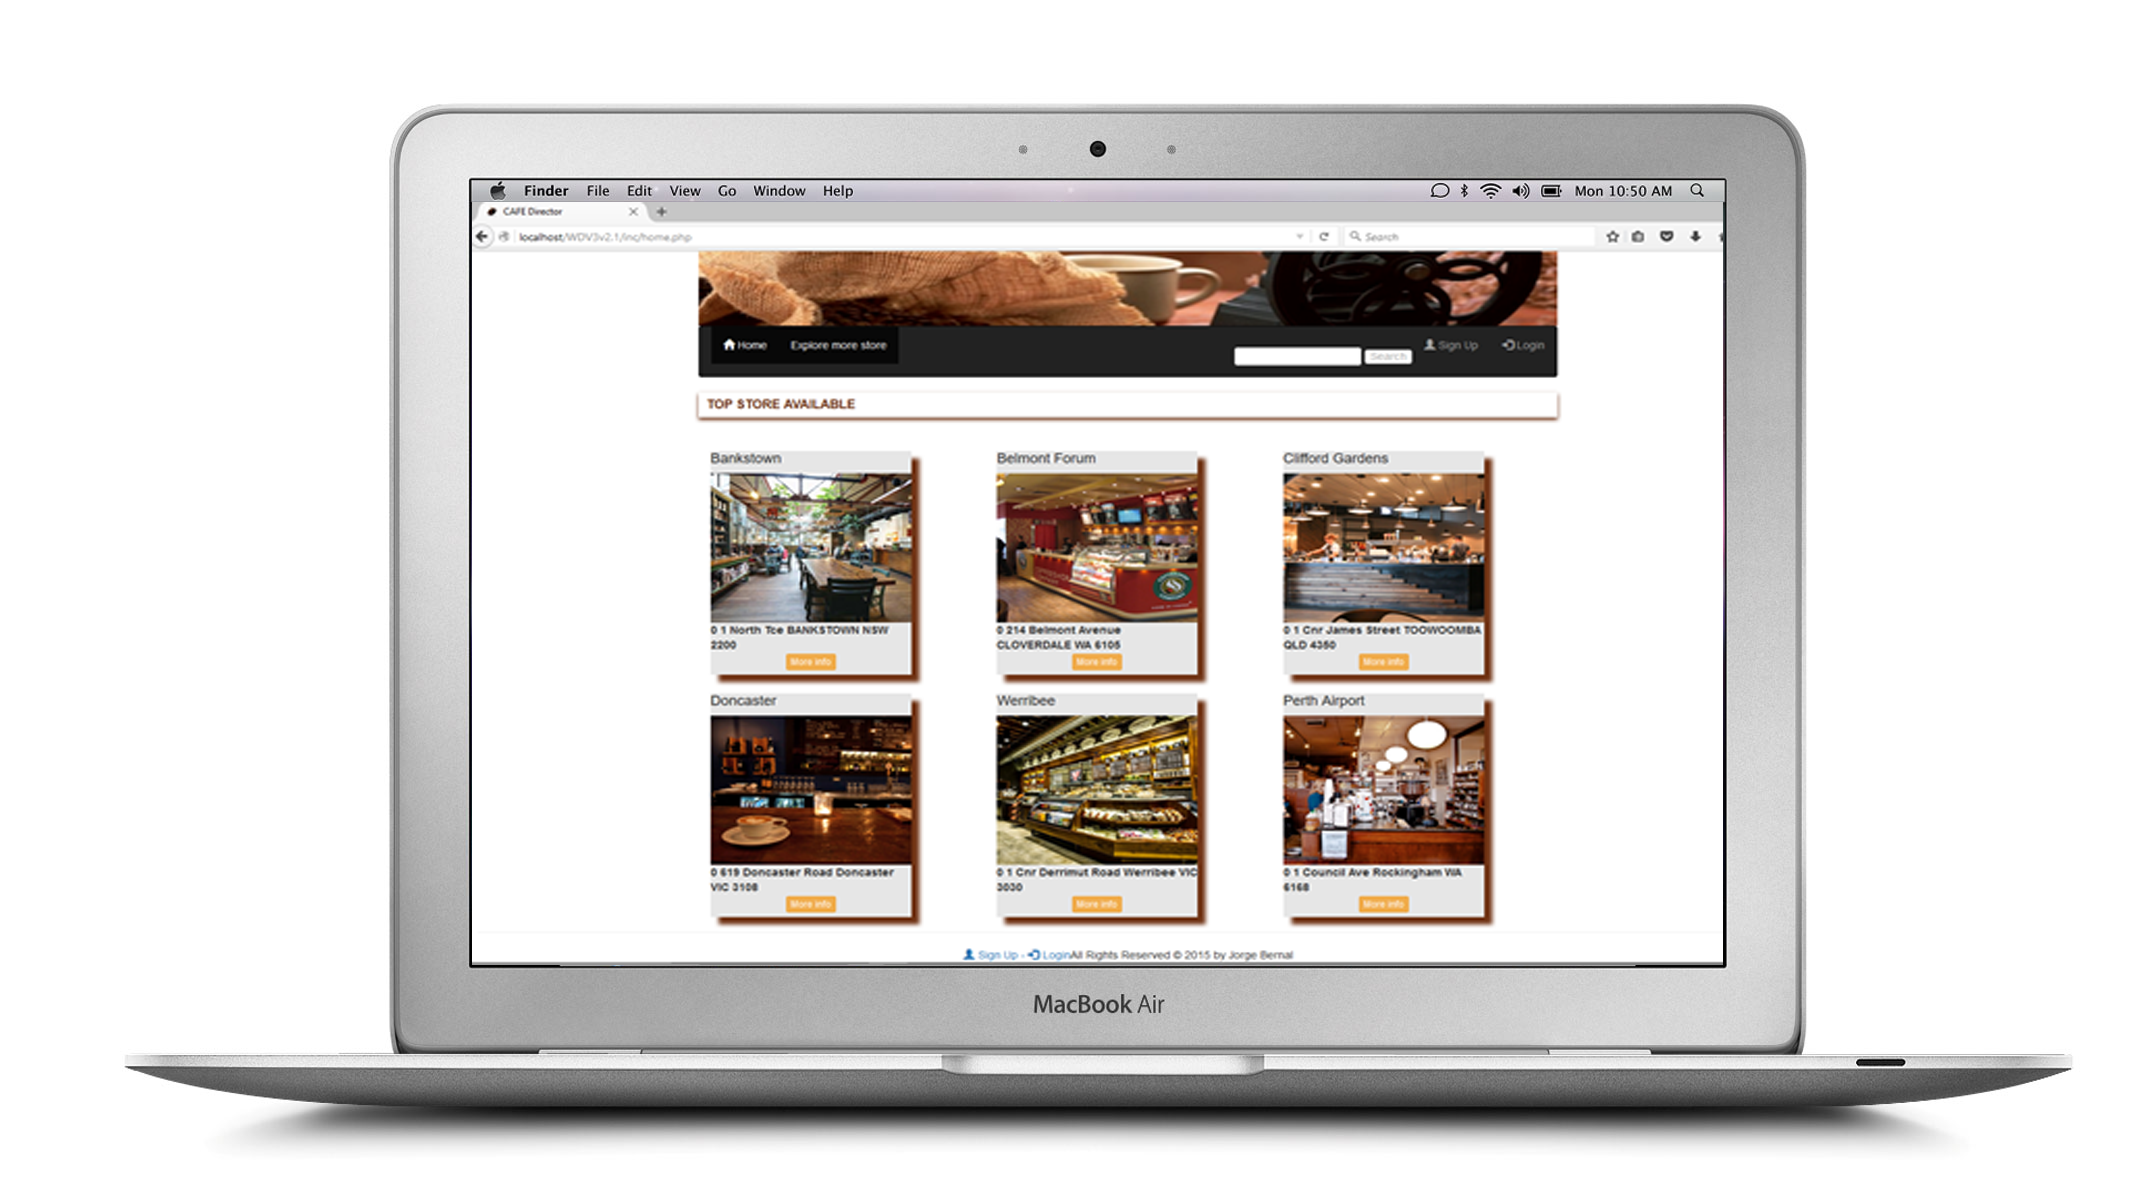 Finder File Edit View Go Window Help Mon 10:50 AM
CAFE Director
localhost/WDV3v2.1/inc/home.php Search
Home Explore more store Search Sign Up Login
TOP STORE AVAILABLE
Bankstown
0 1 North Tce BANKSTOWN NSW
2200
More info
Belmont Forum
0 214 Belmont Avenue
CLOVERDALE WA 6105
More info
Clifford Gardens
0 1 Cnr James Street TOOWOOMBA
QLD 4350
More info
Doncaster
0 619 Doncaster Road Doncaster
VIC 3108
More info
Werribee
0 1 Cnr Derrimut Road Werribee VIC
3030
More info
Perth Airport
0 1 Council Ave Rockingham WA
6168
More info
Sign Up - LoginAll Rights Reserved © 2015 by Jorge Bernal
MacBook Air